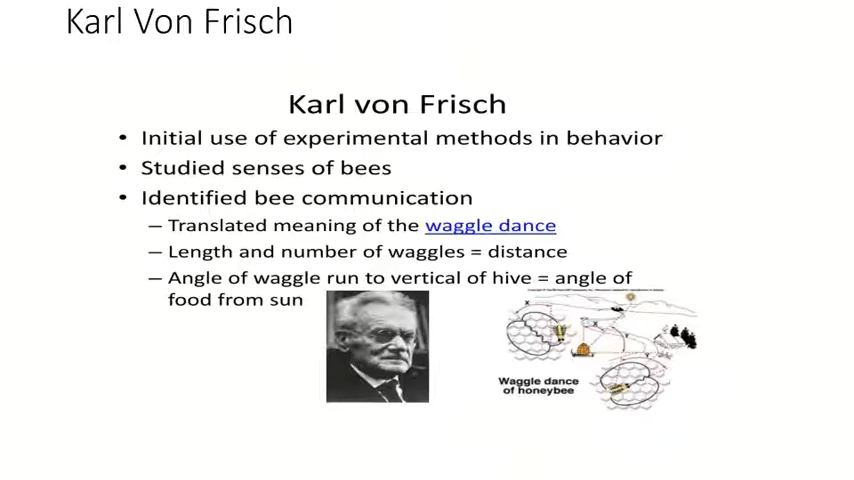 Karl Von Frisch
Karl von Frisch
• Initial use of experimental methods in behavior
• Studied senses of bees
• Identified bee communication
– Translated meaning of the waggle dance
– Length and number of waggles = distance
– Angle of waggle run to vertical of hive = angle of
food from sun
Waggle dance
of honeybee